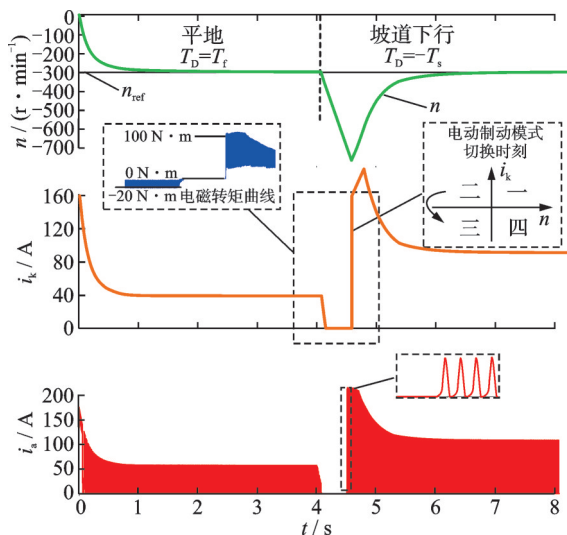 平地
T_D=T_f
坡道下行
T_D=−T_s
n / (r · min⁻¹)
0
−100
−200
−300
−400
−500
−600
−700
n_ref
n
100 N · m
0 N · m
−20 N · m
电磁转矩曲线
电动制动模式
切换时刻
i_k
二 一
n
三 四
i_k / A
160
120
80
40
0
i_a / A
200
150
100
50
0
0 1 2 3 4 5 6 7 8
t / s